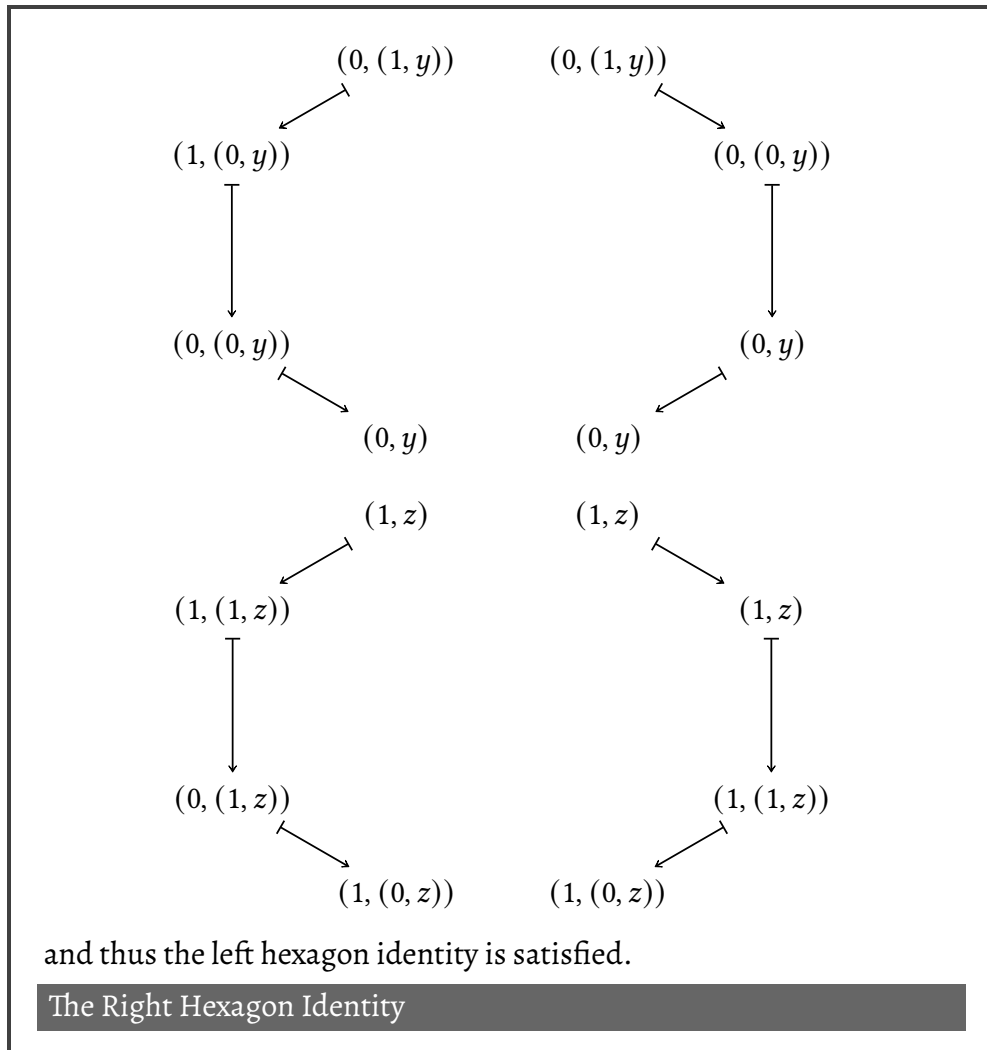 (0, (1, y)) (0, (1, y))
(1, (0, y)) (0, (0, y))
(0, (0, y)) (0, y)
(0, y) (0, y)
(1, z) (1, z)
(1, (1, z)) (1, z)
(0, (1, z)) (1, (1, z))
(1, (0, z)) (1, (0, z))
and thus the left hexagon identity is satisfied.
The Right Hexagon Identity